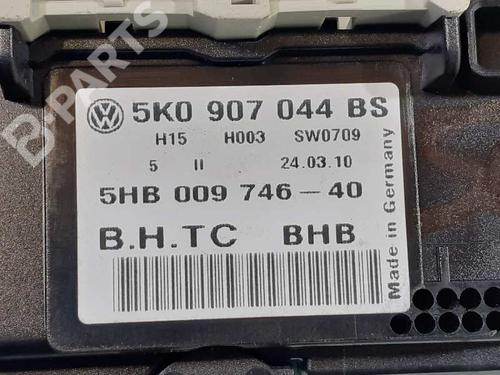 5K0 907 044 BS
H15 H003 SW0709
5 II 24.03.10
5HB 009 746-40
B.H.TC BHB
Made in Germany